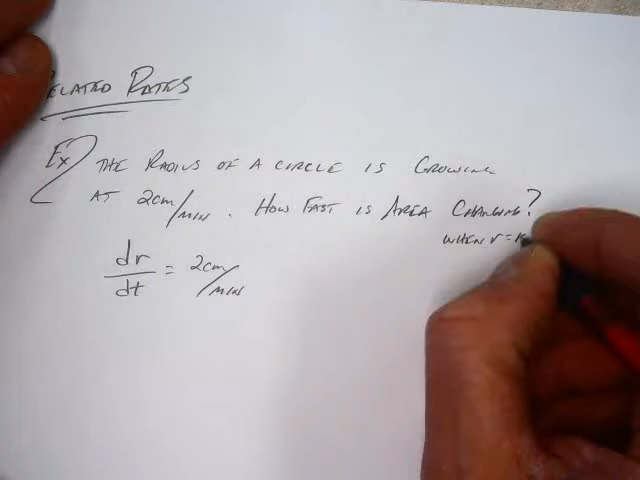 ELATED RATES
EX THE RADIUS OF A CIRCLE IS GROWING
AT 2cm/MIN. HOW FAST IS AREA CHANGING?
WHEN r =
dr/dt = 2cm/MIN